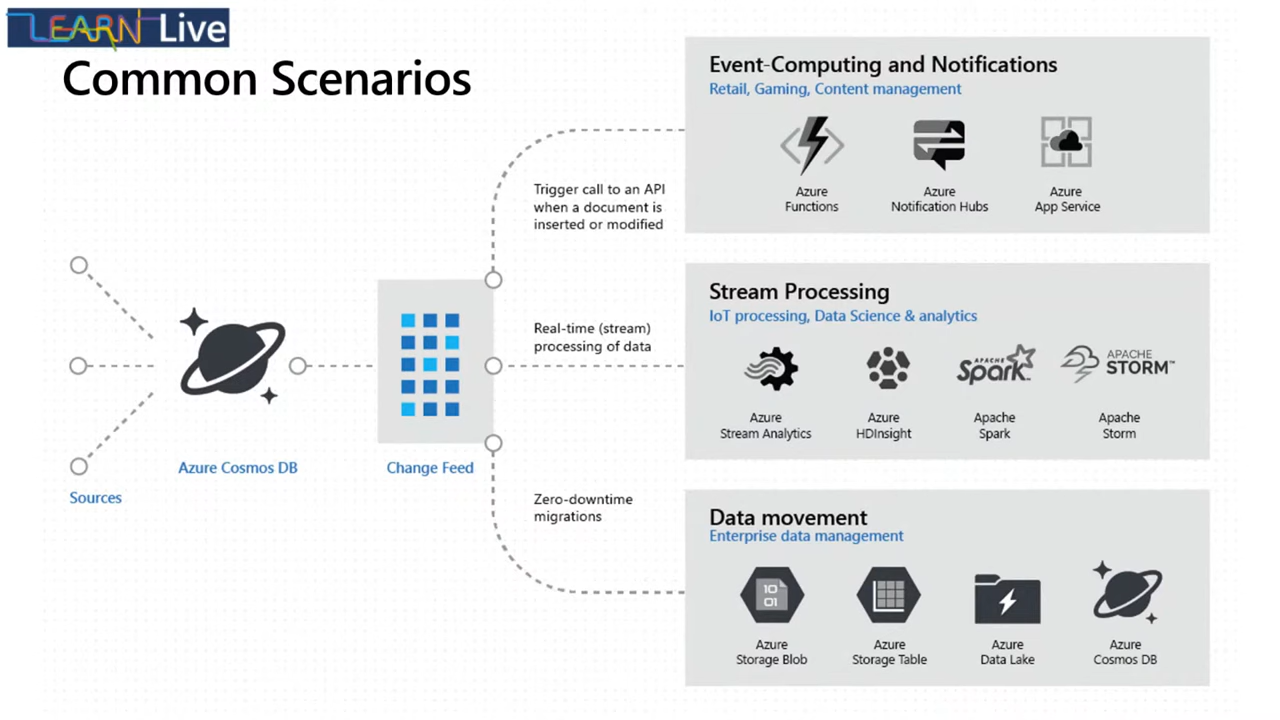 LEARN Live
Common Scenarios
Sources
Azure Cosmos DB
Change Feed
Trigger call to an API
when a document is
inserted or modified
Real-time (stream)
processing of data
Zero-downtime
migrations
Event-Computing and Notifications
Retail, Gaming, Content management
Azure
Functions
Azure
Notification Hubs
Azure
App Service
Stream Processing
IoT processing, Data Science & analytics
APACHE
Spark™
APACHE
STORM™
Azure
Stream Analytics
Azure
HDInsight
Apache
Spark
Apache
Storm
Data movement
Enterprise data management
10
01
Azure
Storage Blob
Azure
Storage Table
Azure
Data Lake
Azure
Cosmos DB